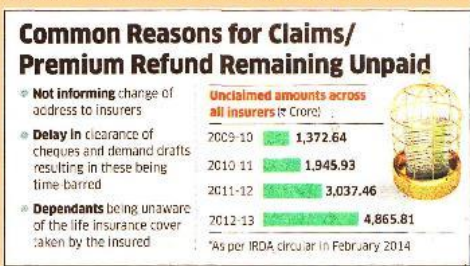 Common Reasons for Claims/
Premium Refund Remaining Unpaid
Not informing change of
address to insurers
Delay in clearance of
cheques and demand drafts
resulting in these being
time-barred
Dependants being unaware
of the life insurance cover
taken by the insured
Unclaimed amounts across
all insurers (₹ Crore)
2009-10 1,372.64
2010-11 1,945.93
2011-12 3,037.46
2012-13 4,865.81
*As per IRDA circular in February 2014